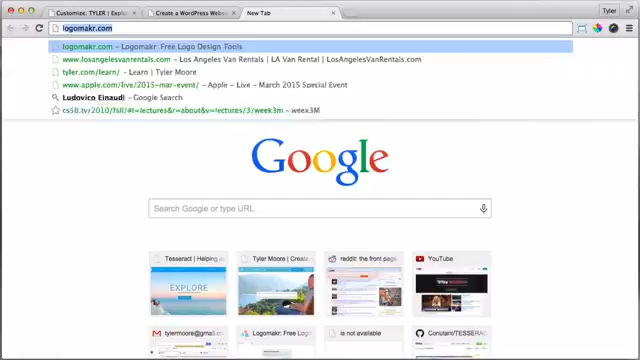 Customize: TYLER | Explo
Create a WordPress Webs
New Tab
Tyler
logomakr.com
logomakr.com – Logomakr: Free Logo Design Tools
www.losangelesvanrentals.com – Los Angeles Van Rentals | LA Van Rental | LosAngelesVanRentals.com
tyler.com/learn/ – Learn | Tyler Moore
www.apple.com/live/2015-mar-event/ – Apple - Live - March 2015 Special Event
Ludovico Einaudi – Google Search
cs50.tv/2010/fall/#l=lectures&r=about&v=lectures/3/week3m – week3M
Google
Search Google or type URL
Tesseract | Helping
Tyler Moore | Create
reddit: the front page
YouTube
EXPLORE
tylermoore@gmail.c
Logomakr: Free Logo
is not available
Conutant/TESSERA